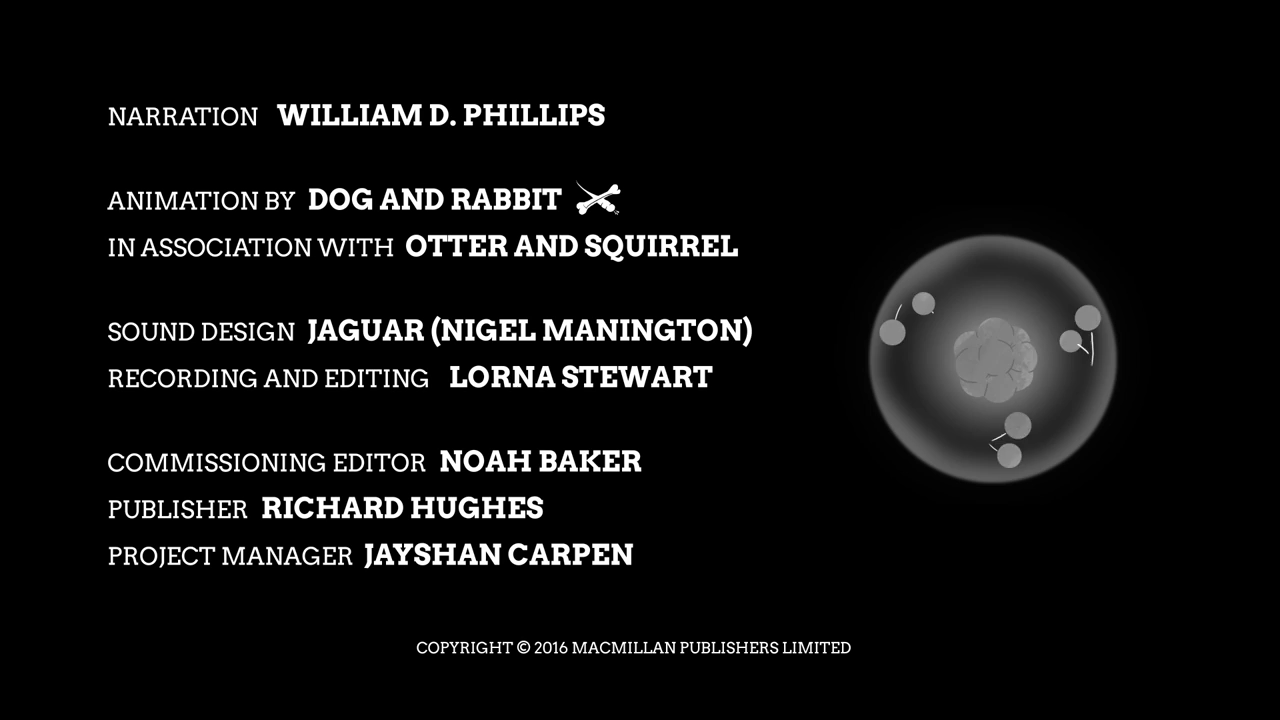 NARRATION WILLIAM D. PHILLIPS
ANIMATION BY DOG AND RABBIT
IN ASSOCIATION WITH OTTER AND SQUIRREL
SOUND DESIGN JAGUAR (NIGEL MANINGTON)
RECORDING AND EDITING LORNA STEWART
COMMISSIONING EDITOR NOAH BAKER
PUBLISHER RICHARD HUGHES
PROJECT MANAGER JAYSHAN CARPEN
COPYRIGHT © 2016 MACMILLAN PUBLISHERS LIMITED